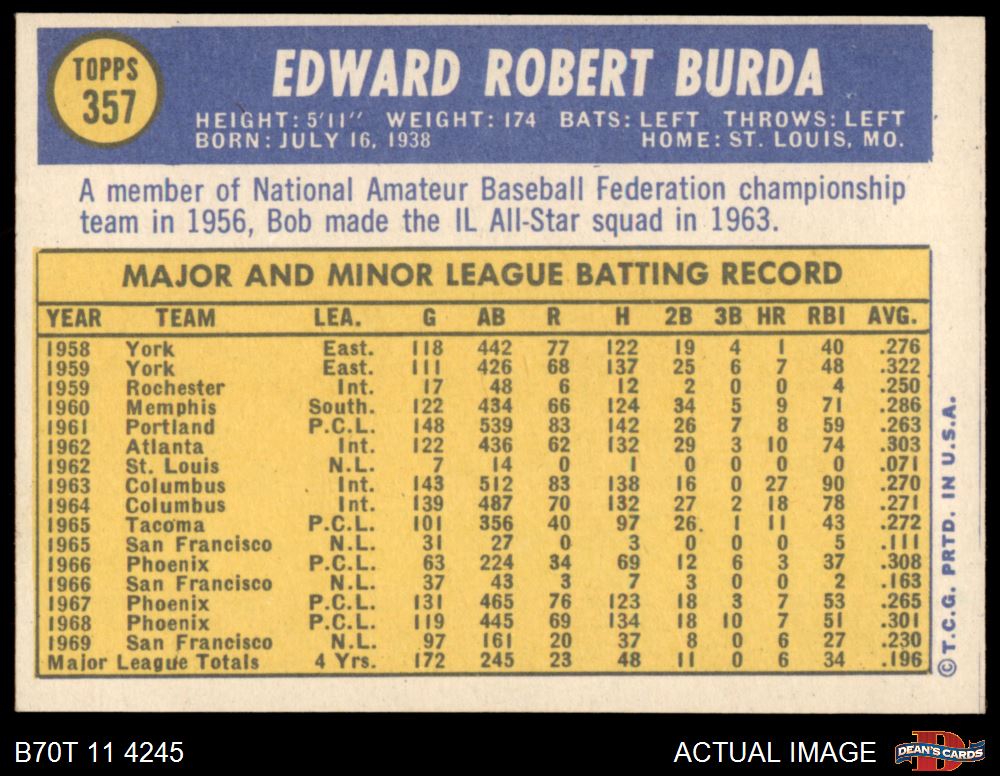 TOPPS
357
EDWARD ROBERT BURDA
HEIGHT: 5'11" WEIGHT: 174 BATS: LEFT THROWS: LEFT
BORN: JULY 16, 1938 HOME: ST. LOUIS, MO.
A member of National Amateur Baseball Federation championship
team in 1956, Bob made the IL All-Star squad in 1963.
MAJOR AND MINOR LEAGUE BATTING RECORD
YEAR TEAM LEA. G AB R H 2B 3B HR RBI AVG.
1958 York East. 118 442 77 122 19 4 1 40 .276
1959 York East. 111 426 68 137 25 6 7 48 .322
1959 Rochester Int. 17 48 6 12 2 0 0 4 .250
1960 Memphis South. 122 434 66 124 34 5 9 71 .286
1961 Portland P.C.L. 148 539 83 142 26 7 8 59 .263
1962 Atlanta Int. 122 436 62 132 29 3 10 74 .303
1962 St. Louis N.L. 7 14 0 1 0 0 0 0 .071
1963 Columbus Int. 143 512 83 138 16 0 27 90 .270
1964 Columbus Int. 139 487 70 132 27 2 18 78 .271
1965 Tacoma P.C.L. 101 356 40 97 26 1 11 43 .272
1965 San Francisco N.L. 31 27 0 3 0 0 0 5 .111
1966 Phoenix P.C.L. 63 224 34 69 12 6 3 37 .308
1966 San Francisco N.L. 37 43 3 7 3 0 0 2 .163
1967 Phoenix P.C.L. 131 465 76 123 18 3 7 53 .265
1968 Phoenix P.C.L. 119 445 69 134 18 10 7 51 .301
1969 San Francisco N.L. 97 161 20 37 8 0 6 27 .230
Major League Totals 4 Yrs. 172 245 23 48 11 0 6 34 .196
© T.C.G. PRTD. IN U.S.A.
B70T 11 4245
ACTUAL IMAGE
D
DEAN'S CARDS